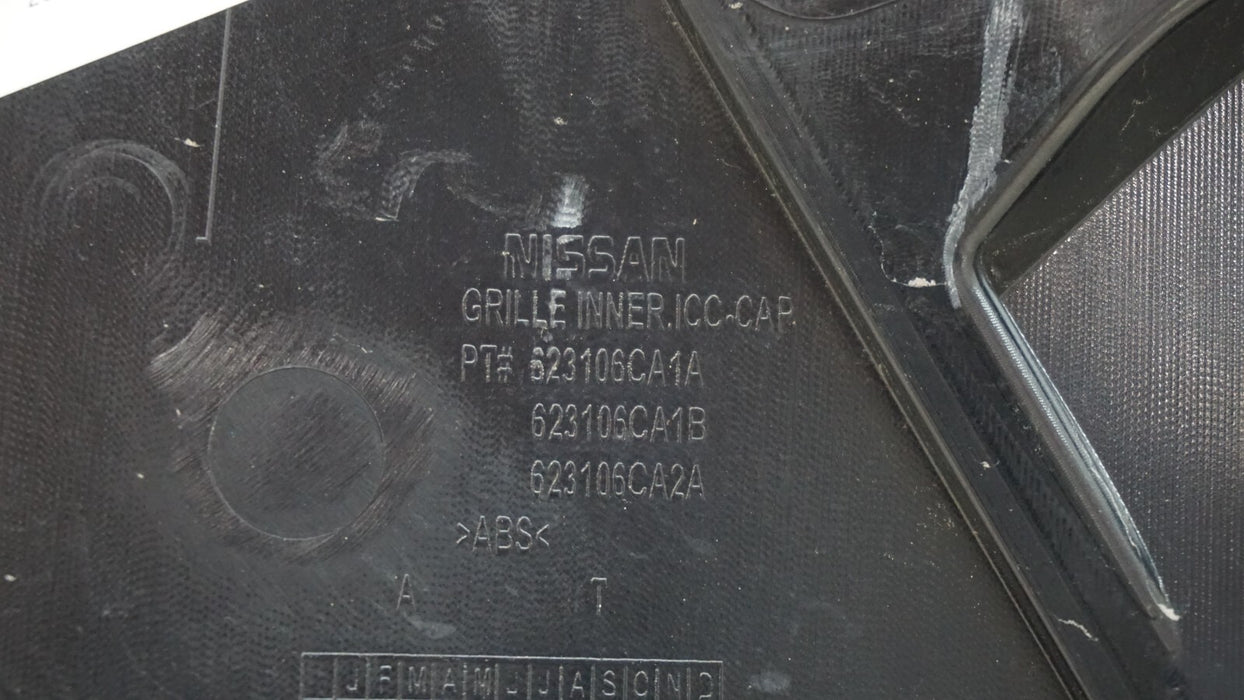 NISSAN
GRILLE INNER.ICC-CAP.
PT# 623106CA1A
623106CA1B
623106CA2A
>ABS<
A T
J F M A M J J A S O N D